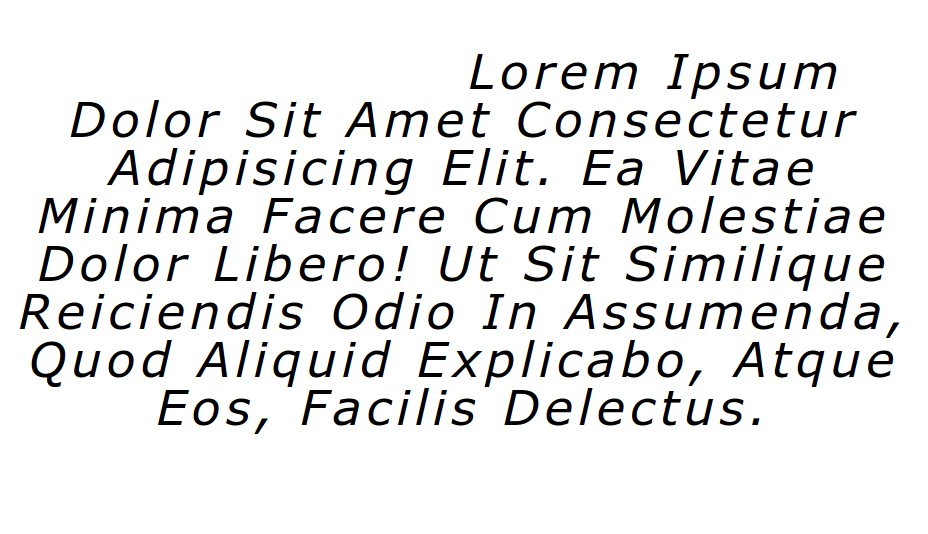 Lorem Ipsum
Dolor Sit Amet Consectetur
Adipisicing Elit. Ea Vitae
Minima Facere Cum Molestiae
Dolor Libero! Ut Sit Similique
Reiciendis Odio In Assumenda,
Quod Aliquid Explicabo, Atque
Eos, Facilis Delectus.